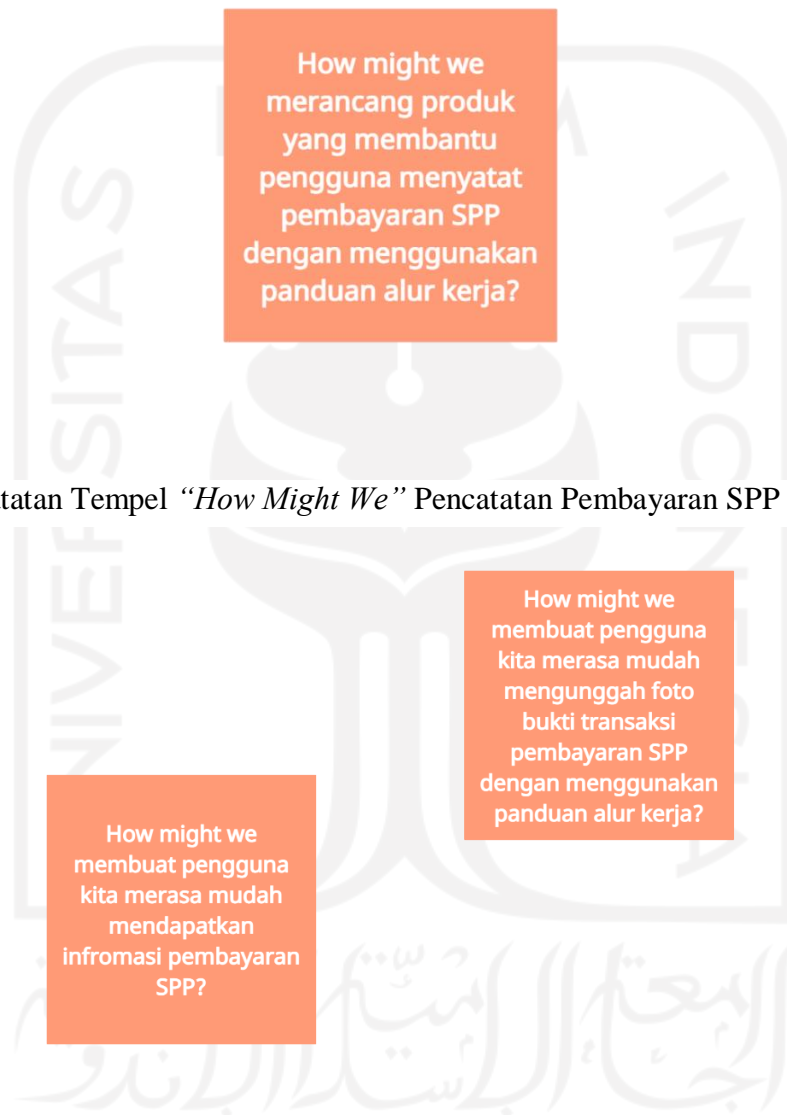 How might we
merancang produk
yang membantu
pengguna menyatat
pembayaran SPP
dengan menggunakan
panduan alur kerja?
tatan Tempel “How Might We” Pencatatan Pembayaran SPP
How might we
membuat pengguna
kita merasa mudah
mengunggah foto
bukti transaksi
pembayaran SPP
dengan menggunakan
panduan alur kerja?
How might we
membuat pengguna
kita merasa mudah
mendapatkan
infromasi pembayaran
SPP?